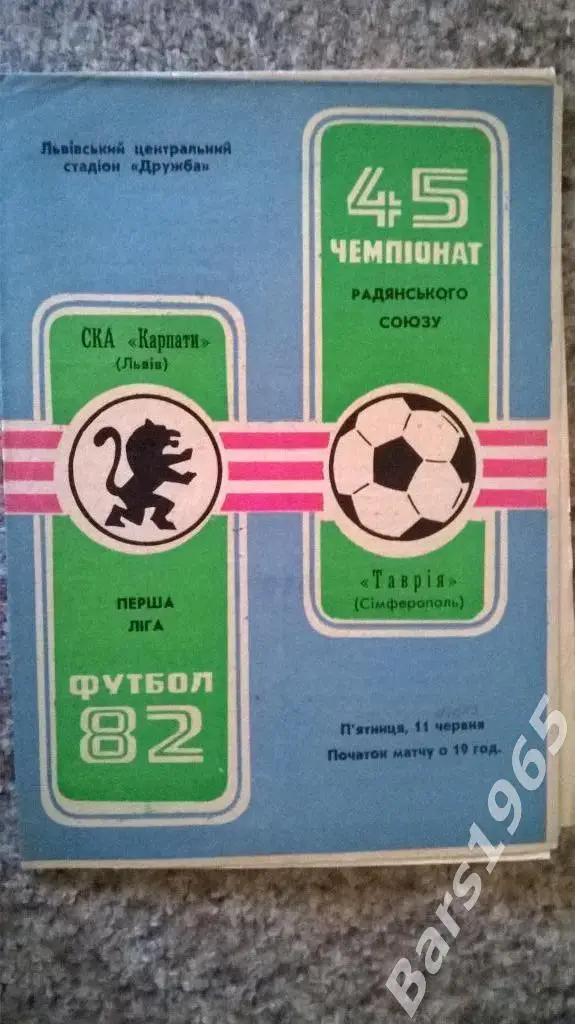 Львівський центральний
стадіон «Дружба»
45
ЧЕМПІОНАТ
РАДЯНСЬКОГО
СОЮЗУ
СКА «Карпати»
(Львів)
«Таврія»
(Сімферополь)
ПЕРША
ЛІГА
ФУТБОЛ
82
П'ятниця, 11 червня
Початок матчу о 19 год.
Bars1965